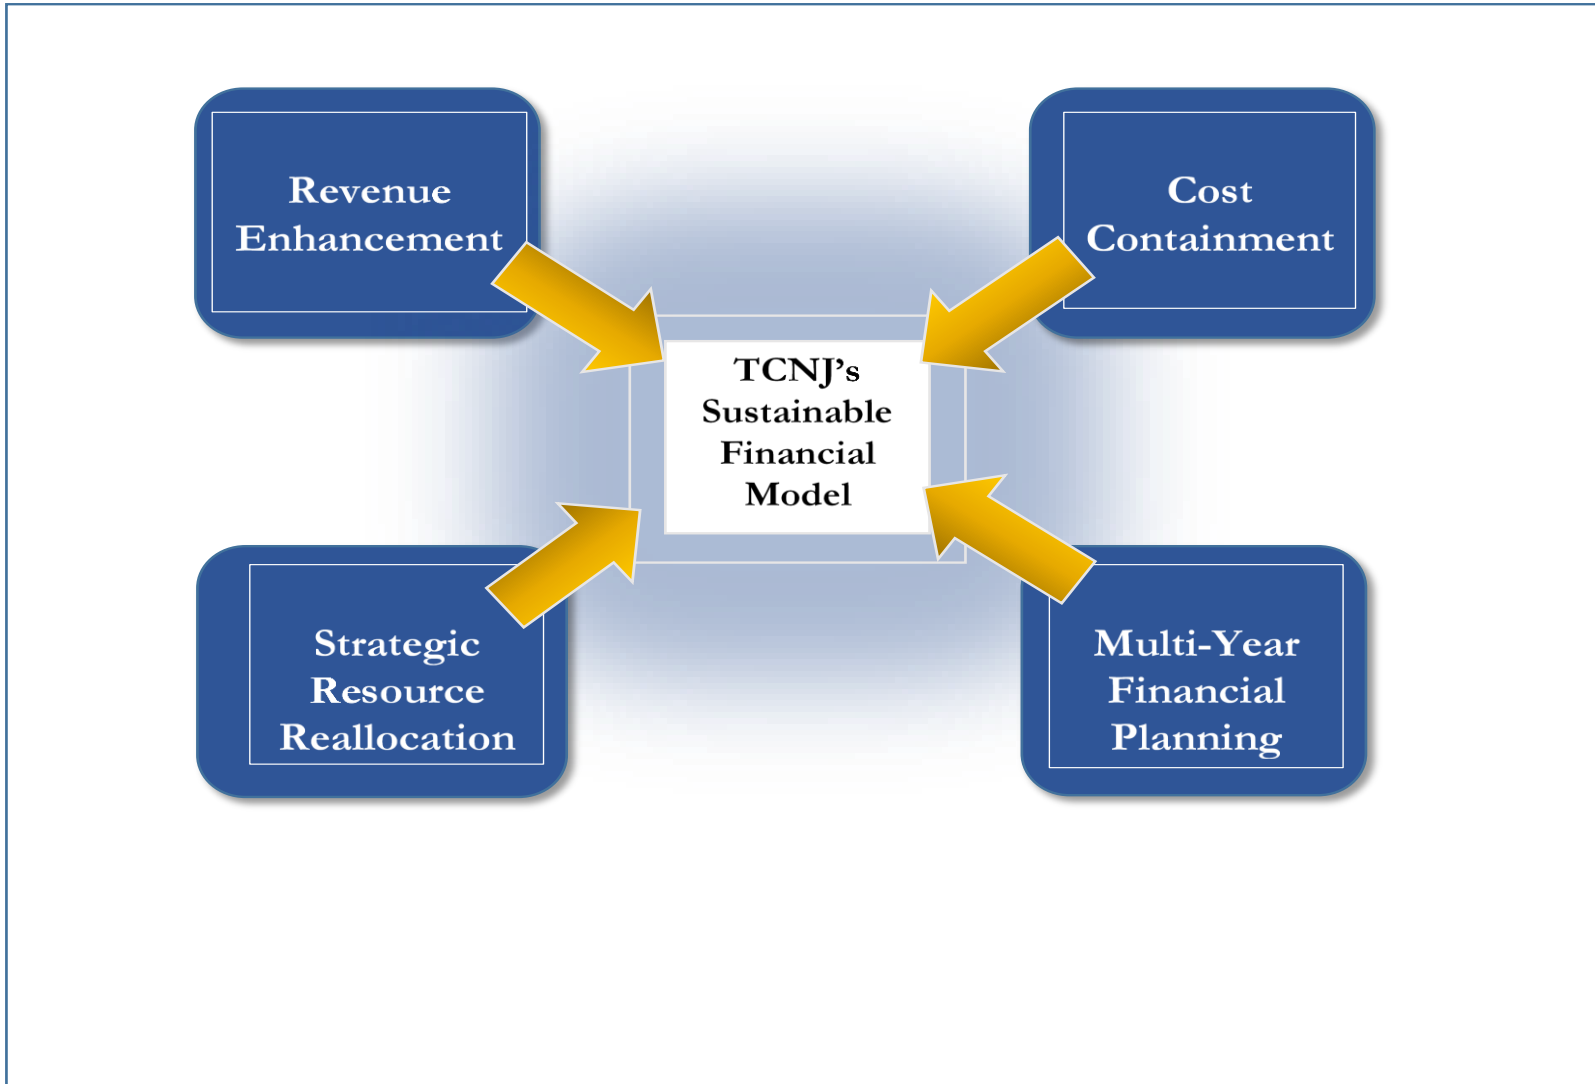 Revenue
Enhancement
Cost
Containment
TCNJ’s
Sustainable
Financial
Model
Strategic
Resource
Reallocation
Multi-Year
Financial
Planning